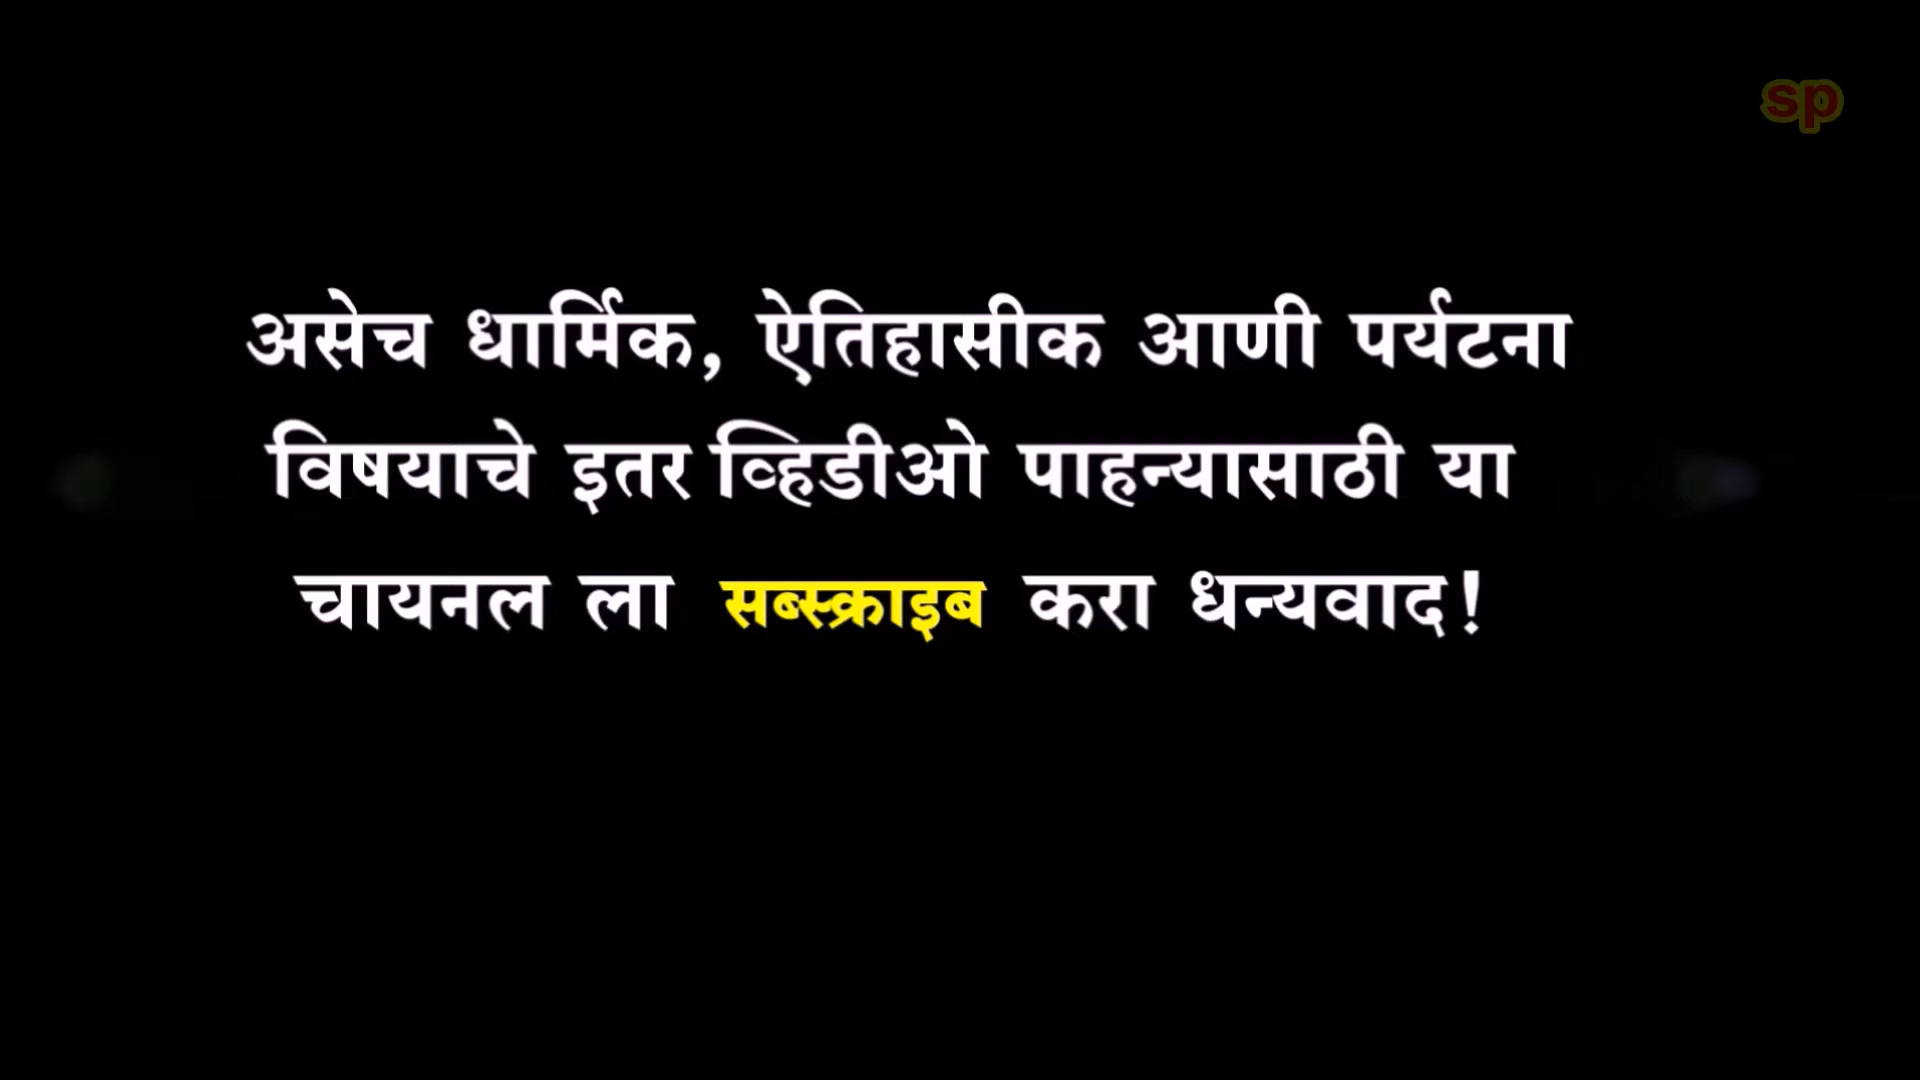 sp
असेच धार्मिक, ऐतिहासीक आणी पर्यटना
विषयाचे इतर व्हिडीओ पाहन्यासाठी या
चायनल ला सब्स्क्राइब करा धन्यवाद!